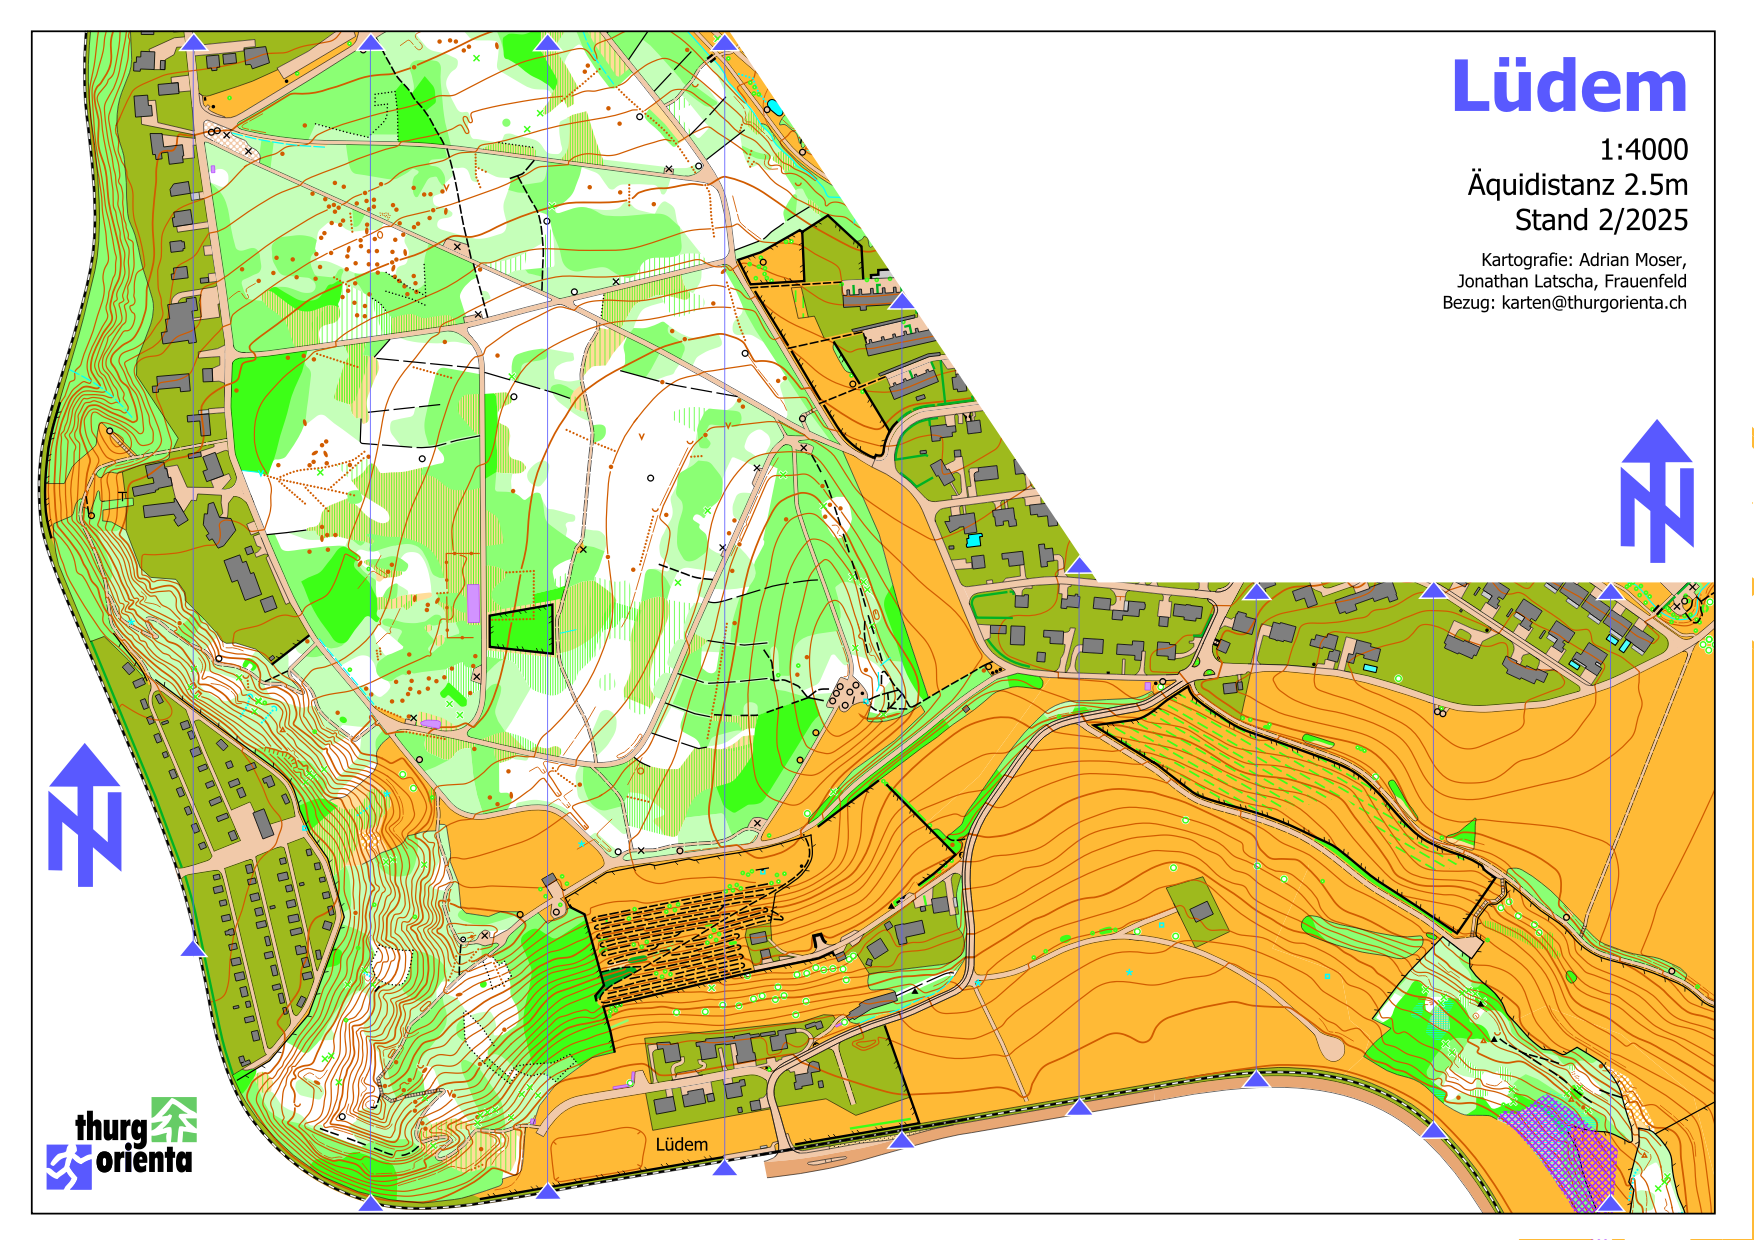 Lüdem
1:4000
Äquidistanz 2.5m
Stand 2/2025
Kartografie: Adrian Moser,
Jonathan Latscha, Frauenfeld
Bezug: karten@thurgorienta.ch
N
N
thurg
orienta
Lüdem